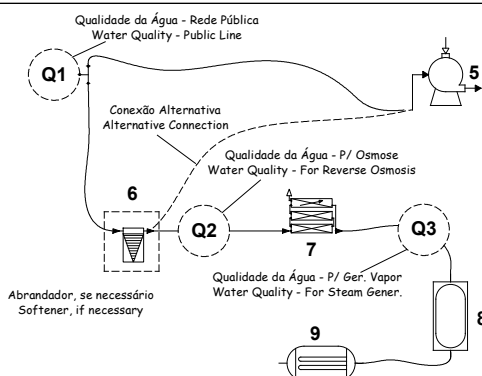 Qualidade da Água - Rede Pública
Water Quality - Public Line
Q1
5
Conexão Alternativa
Alternative Connection
Qualidade da Água - P/ Osmose
Water Quality - For Reverse Osmosis
6
Q2
7
Q3
Qualidade da Água - P/ Ger. Vapor
Water Quality - For Steam Gener.
Abrandador, se necessário
Softener, if necessary
8
9